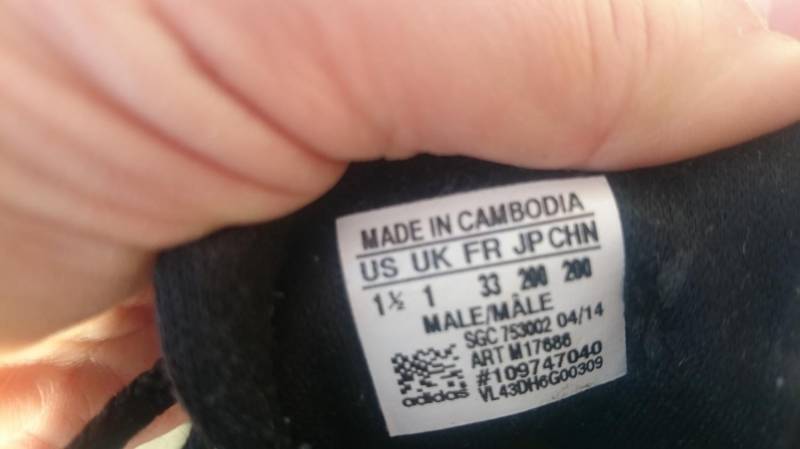 MADE IN CAMBODIA
US UK FR JP CHN
1½ 1 33 200 200
MALE/MÂLE
SGC 753002 04/14
ART M17686
#109747040
VL43DH6G00309
adidas